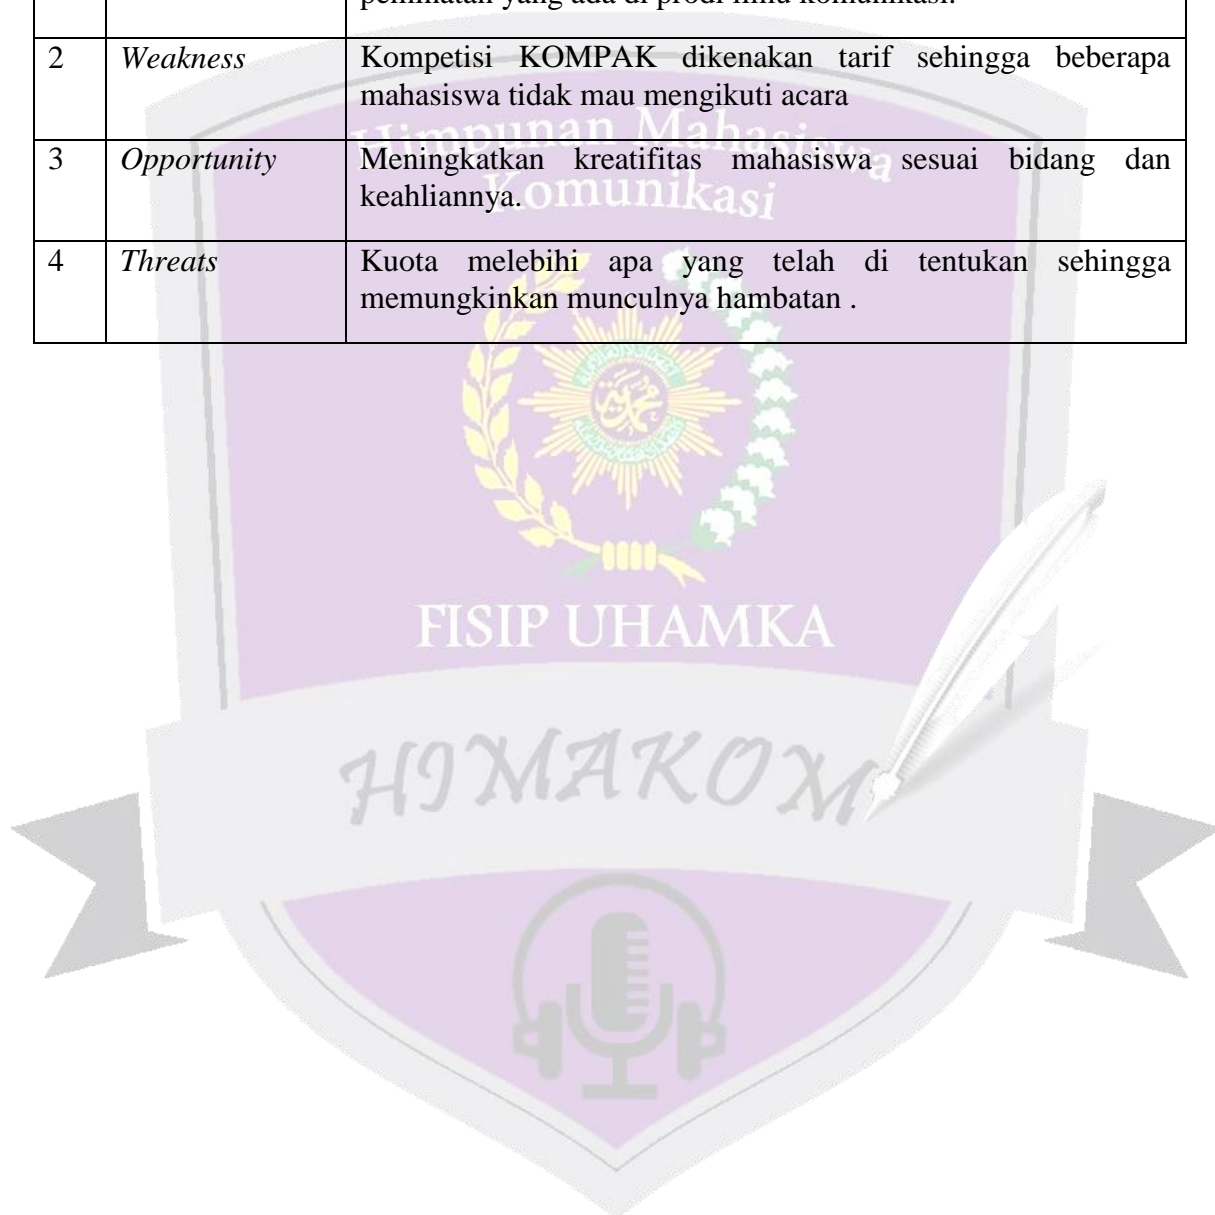 peminatan yang ada di prodi ilmu komunikasi.
2 Weakness Kompetisi KOMPAK dikenakan tarif sehingga beberapa
mahasiswa tidak mau mengikuti acara
3 Opportunity Meningkatkan kreatifitas mahasiswa sesuai bidang dan
keahliannya.
4 Threats Kuota melebihi apa yang telah di tentukan sehingga
memungkinkan munculnya hambatan .
Himpunan Mahasiswa
Komunikasi
FISIP UHAMKA
HIMAKOM